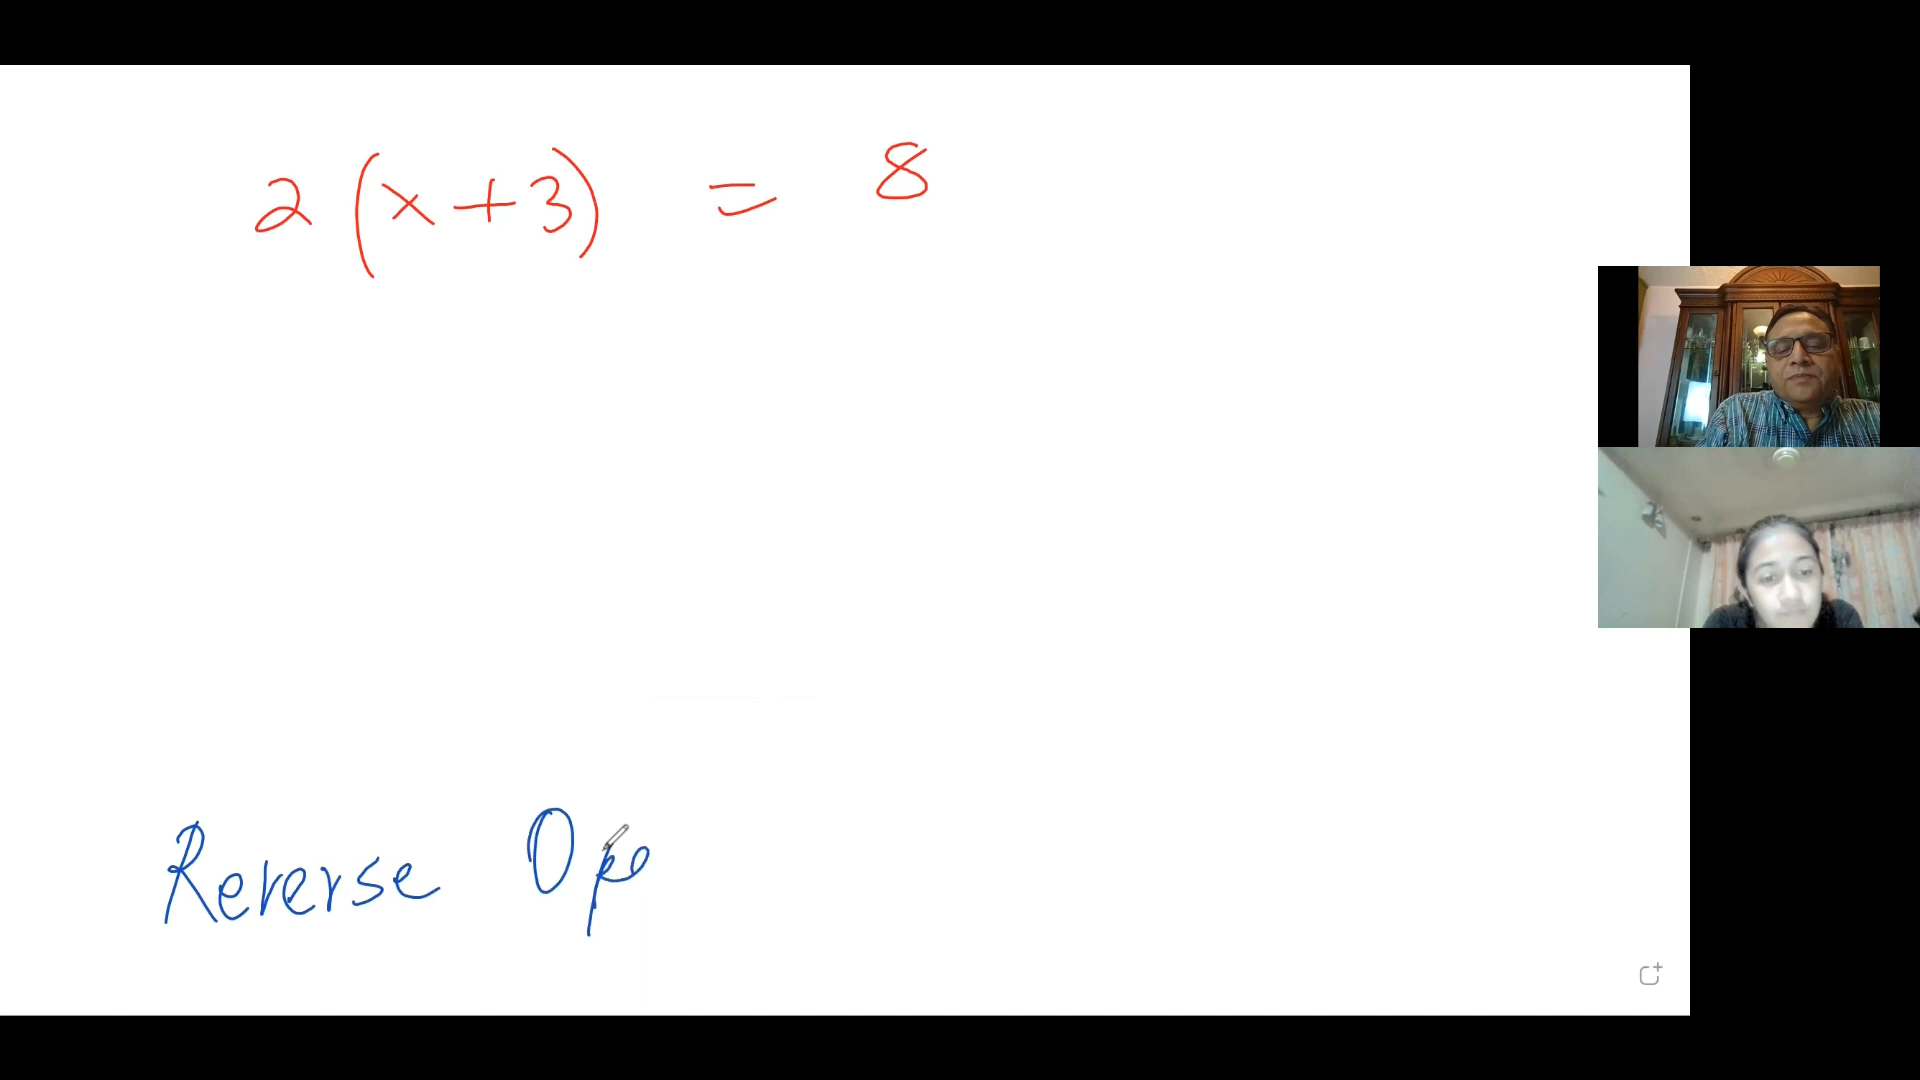 2(x+3) = 8
Reverse Ope